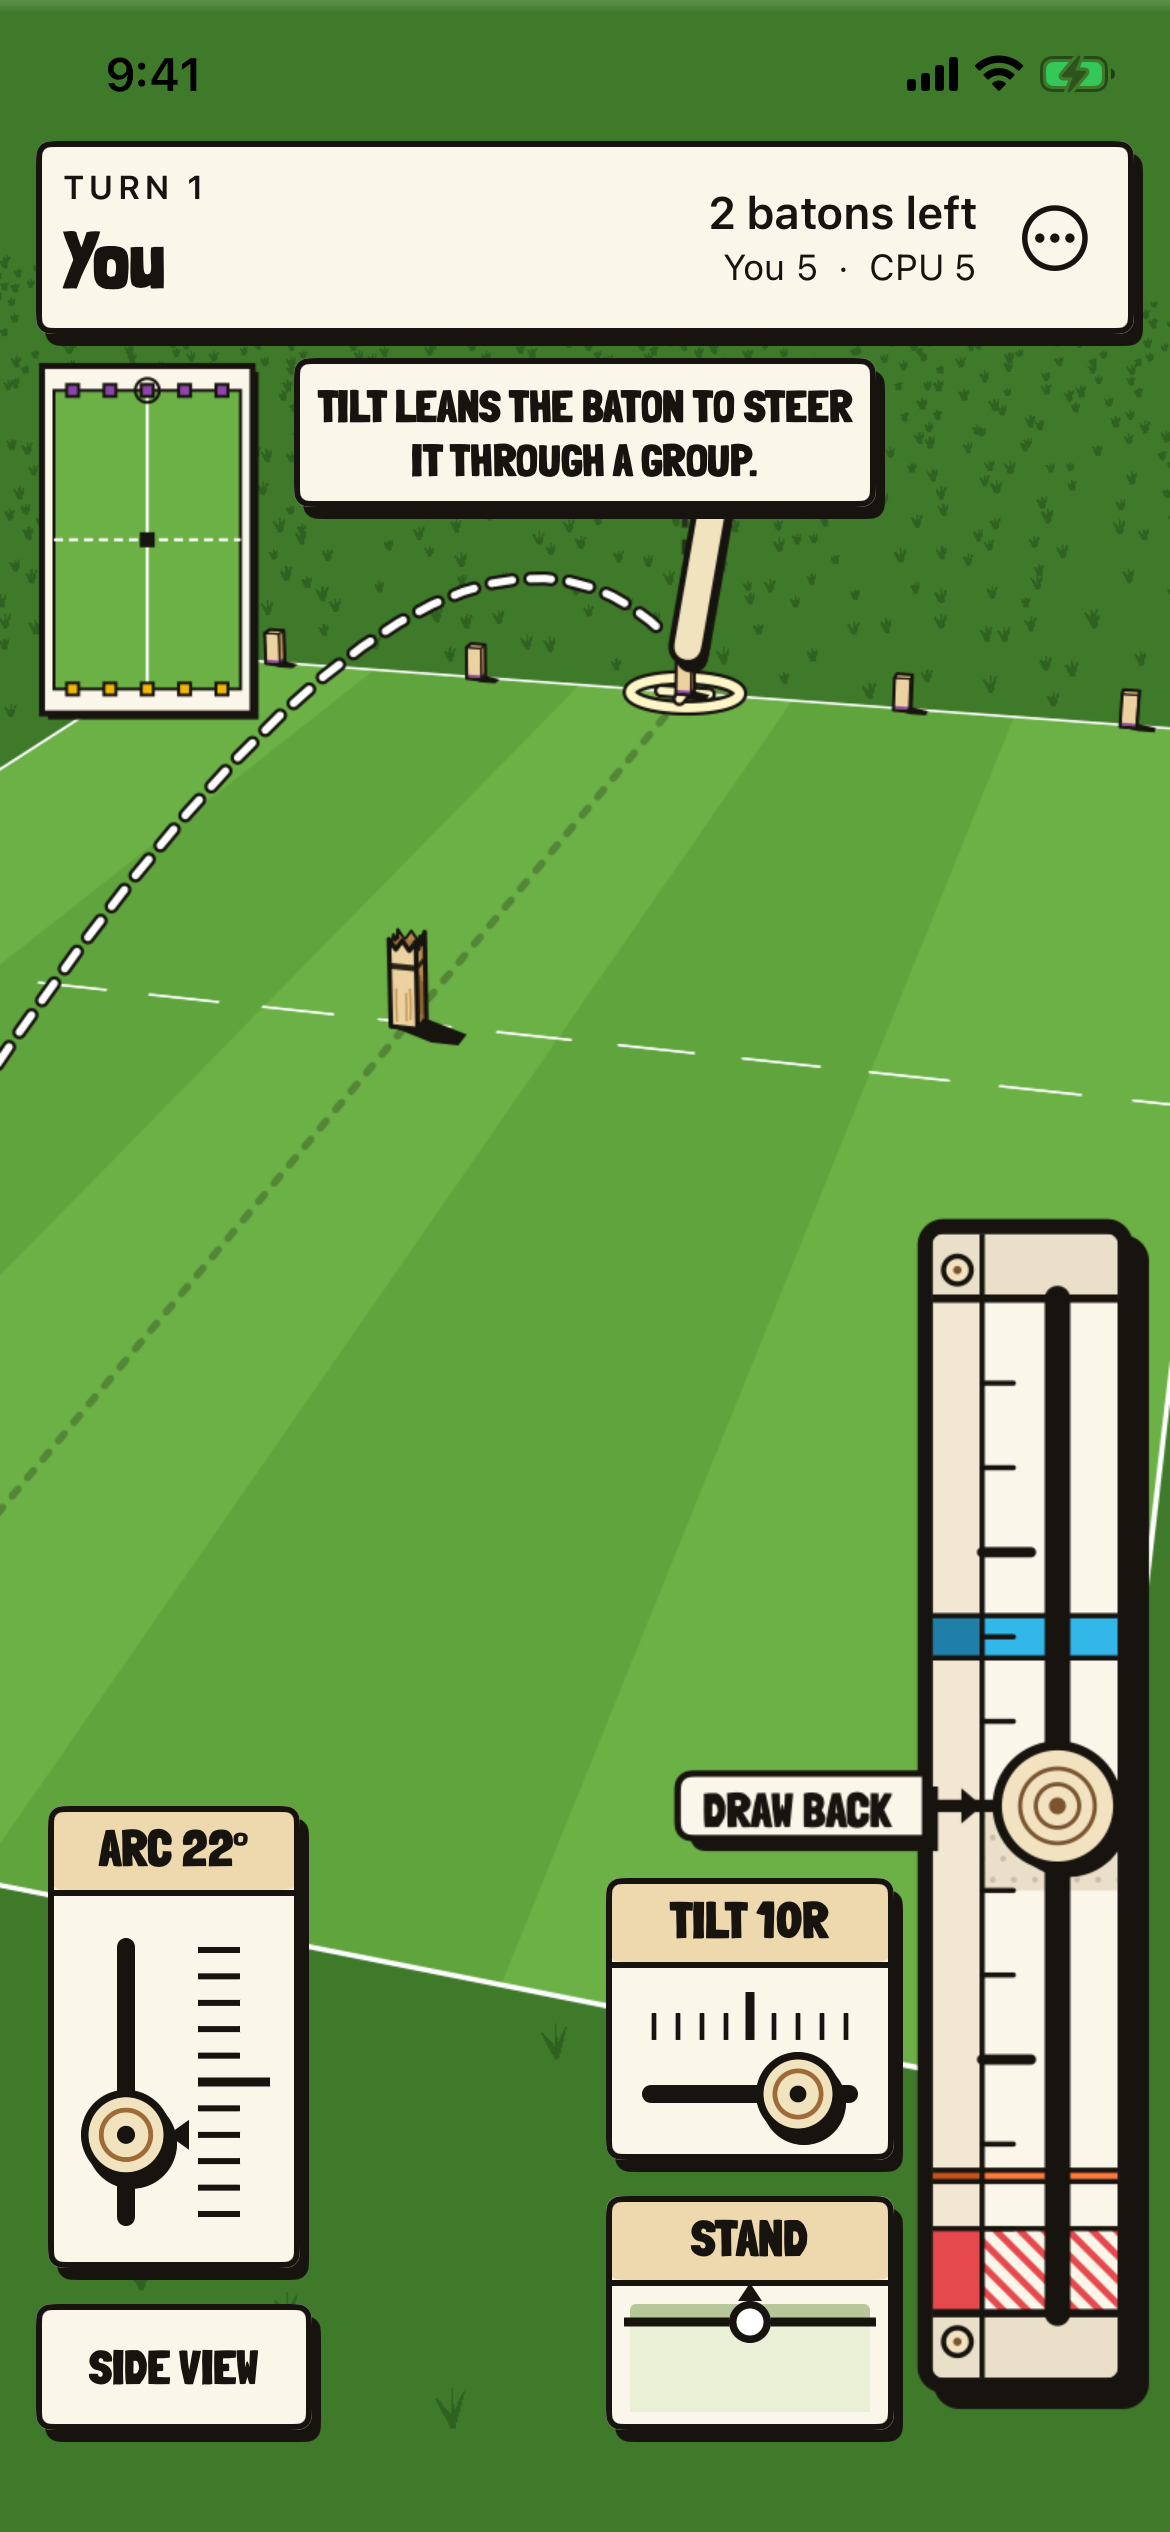 9:41
TURN 1
You
2 batons left
You 5 · CPU 5
TILT LEANS THE BATON TO STEER
IT THROUGH A GROUP.
DRAW BACK
ARC 22°
TILT 10R
STAND
SIDE VIEW